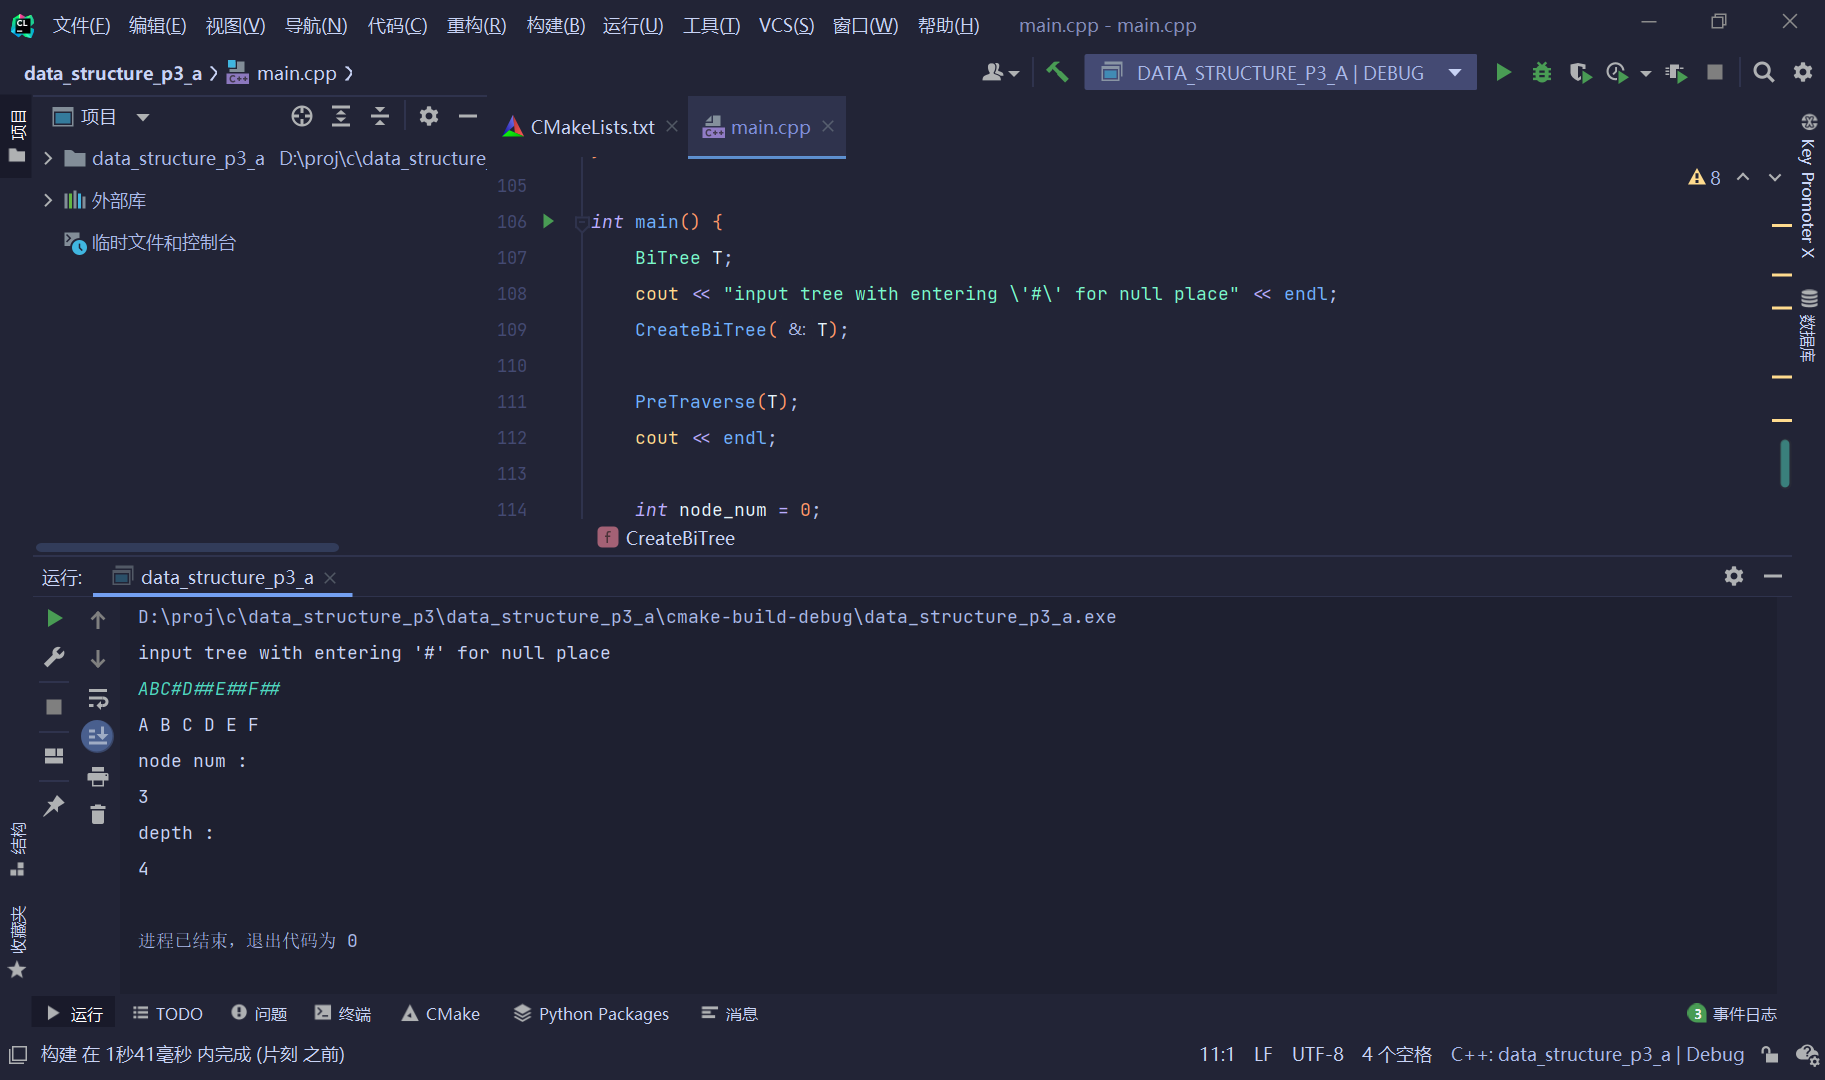 文件(F) 编辑(E) 视图(V) 导航(N) 代码(C) 重构(R) 构建(B) 运行(U) 工具(T) VCS(S) 窗口(W) 帮助(H) main.cpp - main.cpp
data_structure_p3_a main.cpp DATA_STRUCTURE_P3_A | DEBUG
项目
项目
CMakeLists.txt main.cpp
data_structure_p3_a D:\proj\c\data_structure_
外部库
临时文件和控制台
8
105
106 int main() {
107 BiTree T;
108 cout << "input tree with entering \'#\' for null place" << endl;
109 CreateBiTree( &: T);
110
111 PreTraverse(T);
112 cout << endl;
113
114 int node_num = 0;
CreateBiTree
Key Promoter X
数据库
运行: data_structure_p3_a
D:\proj\c\data_structure_p3\data_structure_p3_a\cmake-build-debug\data_structure_p3_a.exe
input tree with entering '#' for null place
ABC#D##E##F##
A B C D E F
node num :
3
depth :
4
进程已结束，退出代码为 0
结构
收藏夹
运行 TODO 问题 终端 CMake Python Packages 消息 3 事件日志
构建 在 1秒41毫秒 内完成 (片刻 之前) 11:1 LF UTF-8 4 个空格 C++: data_structure_p3_a | Debug